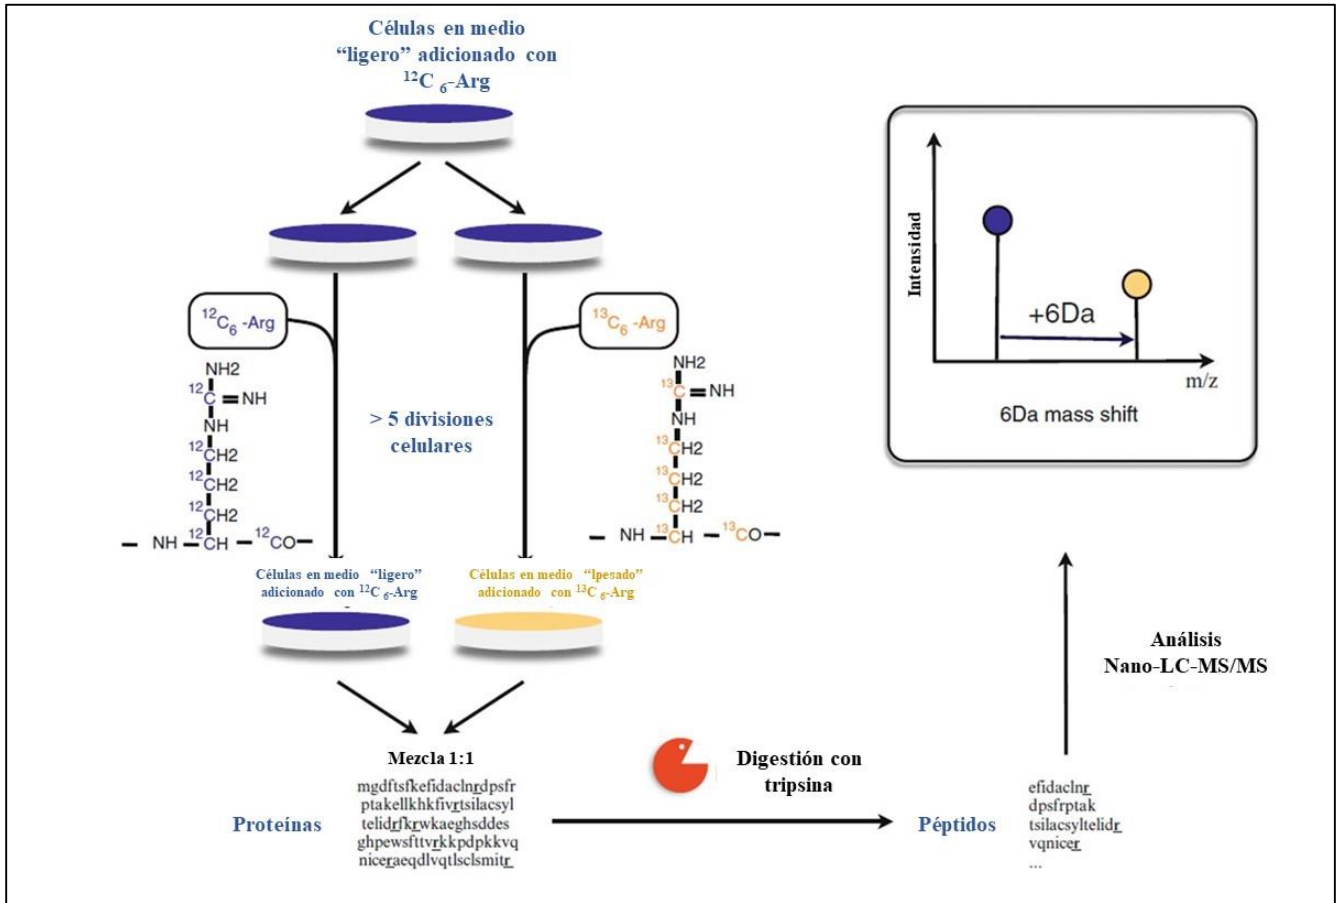 Células en medio
“ligero” adicionado con
¹²C ₆-Arg
¹²C₆ -Arg
¹³C₆ -Arg
NH2
¹²C = NH
NH
¹²CH2
¹²CH2
¹²CH2
NH ¹²CH ¹²CO
> 5 divisiones
celulares
NH2
¹³C = NH
NH
¹³CH2
¹³CH2
¹³CH2
NH ¹³CH ¹³CO
Células en medio “ligero”
adicionado con ¹²C ₆-Arg
Células en medio “lpesado”
adicionado con ¹³C ₆-Arg
Mezcla 1:1
Proteínas
mgdftsfkefidaclnrdpsfr
ptakellkhkfivrtsilacsyl
telidrfkrwkaeghsddes
ghpewsfttvrkkpdpkkvq
niceraeqdlvqtlsclsmitr
Digestión con
tripsina
Péptidos
efidaclnr
dpsfrptak
tsilacsyltelidr
vqnicer
...
Análisis
Nano-LC-MS/MS
Intensidad
+6Da
m/z
6Da mass shift